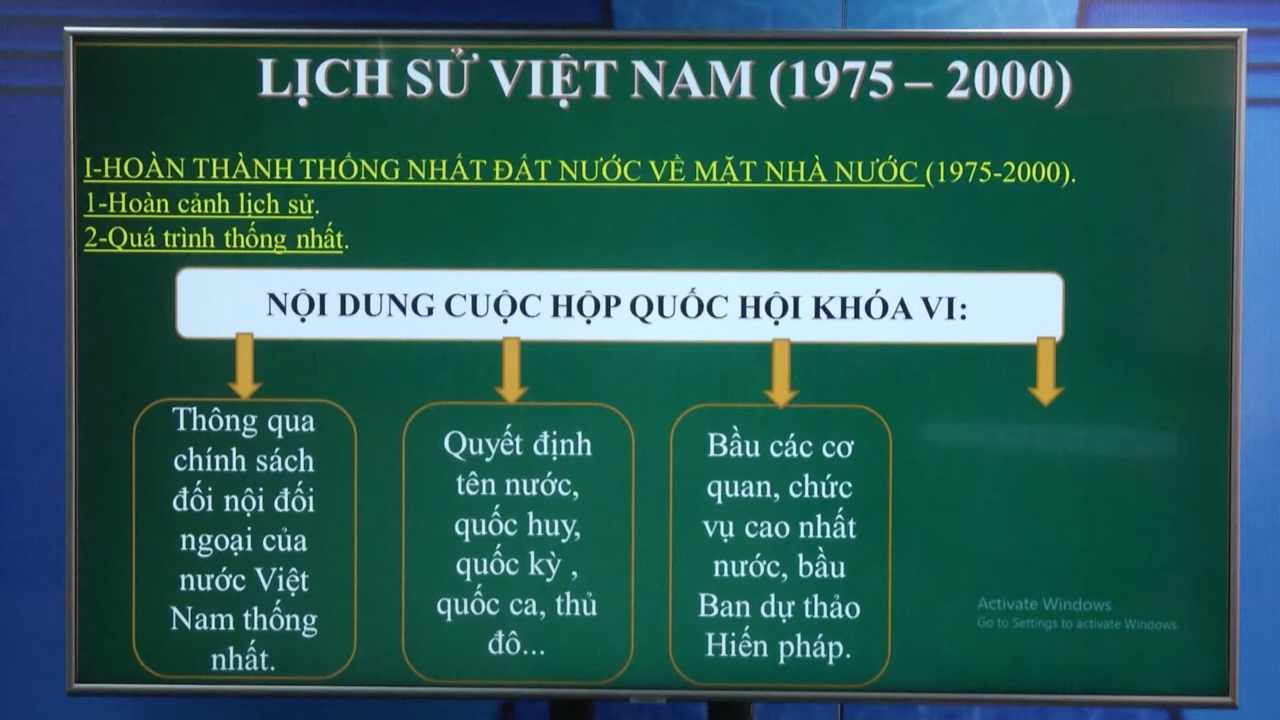 LỊCH SỬ VIỆT NAM (1975 – 2000)
I-HOÀN THÀNH THỐNG NHẤT ĐẤT NƯỚC VỀ MẶT NHÀ NƯỚC (1975-2000).
1-Hoàn cảnh lịch sử.
2-Quá trình thống nhất.
NỘI DUNG CUỘC HỘP QUỐC HỘI KHÓA VI:
Thông qua
chính sách
đối nội đối
ngoại của
nước Việt
Nam thống
nhất.
Quyết định
tên nước,
quốc huy,
quốc kỳ ,
quốc ca, thủ
đô...
Bầu các cơ
quan, chức
vụ cao nhất
nước, bầu
Ban dự thảo
Hiến pháp.
Activate Windows
Go to Settings to activate Windows.